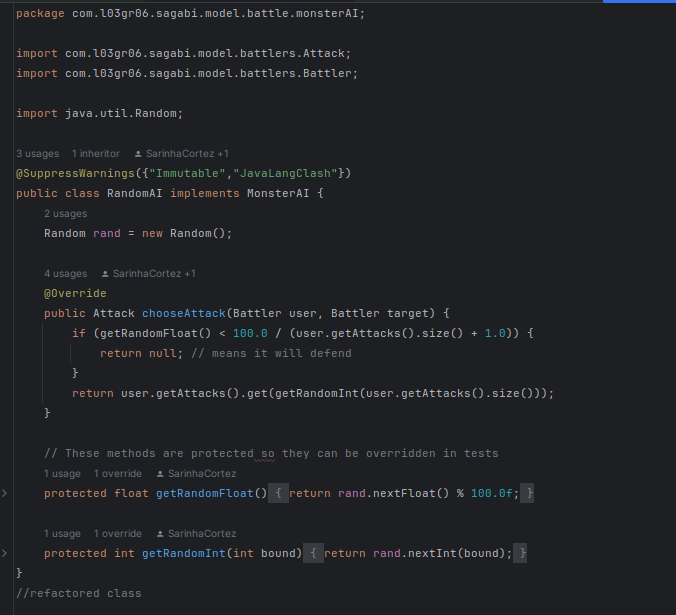 package com.l03gr06.sagabi.model.battle.monsterAI;
import com.l03gr06.sagabi.model.battlers.Attack;
import com.l03gr06.sagabi.model.battlers.Battler;
import java.util.Random;
3 usages 1 inheritor SarinhaCortez +1
@SuppressWarnings({"Immutable","JavaLangClash"})
public class RandomAI implements MonsterAI {
2 usages
Random rand = new Random();
4 usages SarinhaCortez +1
@Override
public Attack chooseAttack(Battler user, Battler target) {
if (getRandomFloat() < 100.0 / (user.getAttacks().size() + 1.0)) {
return null; // means it will defend
}
return user.getAttacks().get(getRandomInt(user.getAttacks().size()));
}
// These methods are protected so they can be overridden in tests
1 usage 1 override SarinhaCortez
protected float getRandomFloat() { return rand.nextFloat() % 100.0f; }
1 usage 1 override SarinhaCortez
protected int getRandomInt(int bound) { return rand.nextInt(bound); }
}
//refactored class